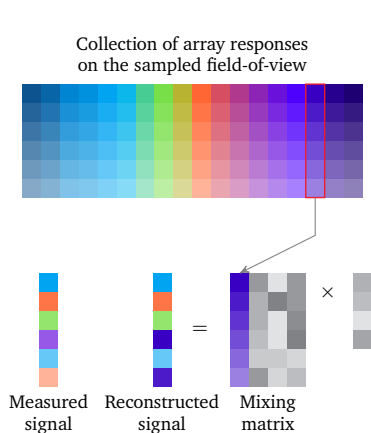 Collection of array responses
on the sampled field-of-view
=
×
Measured
signal
Reconstructed
signal
Mixing
matrix